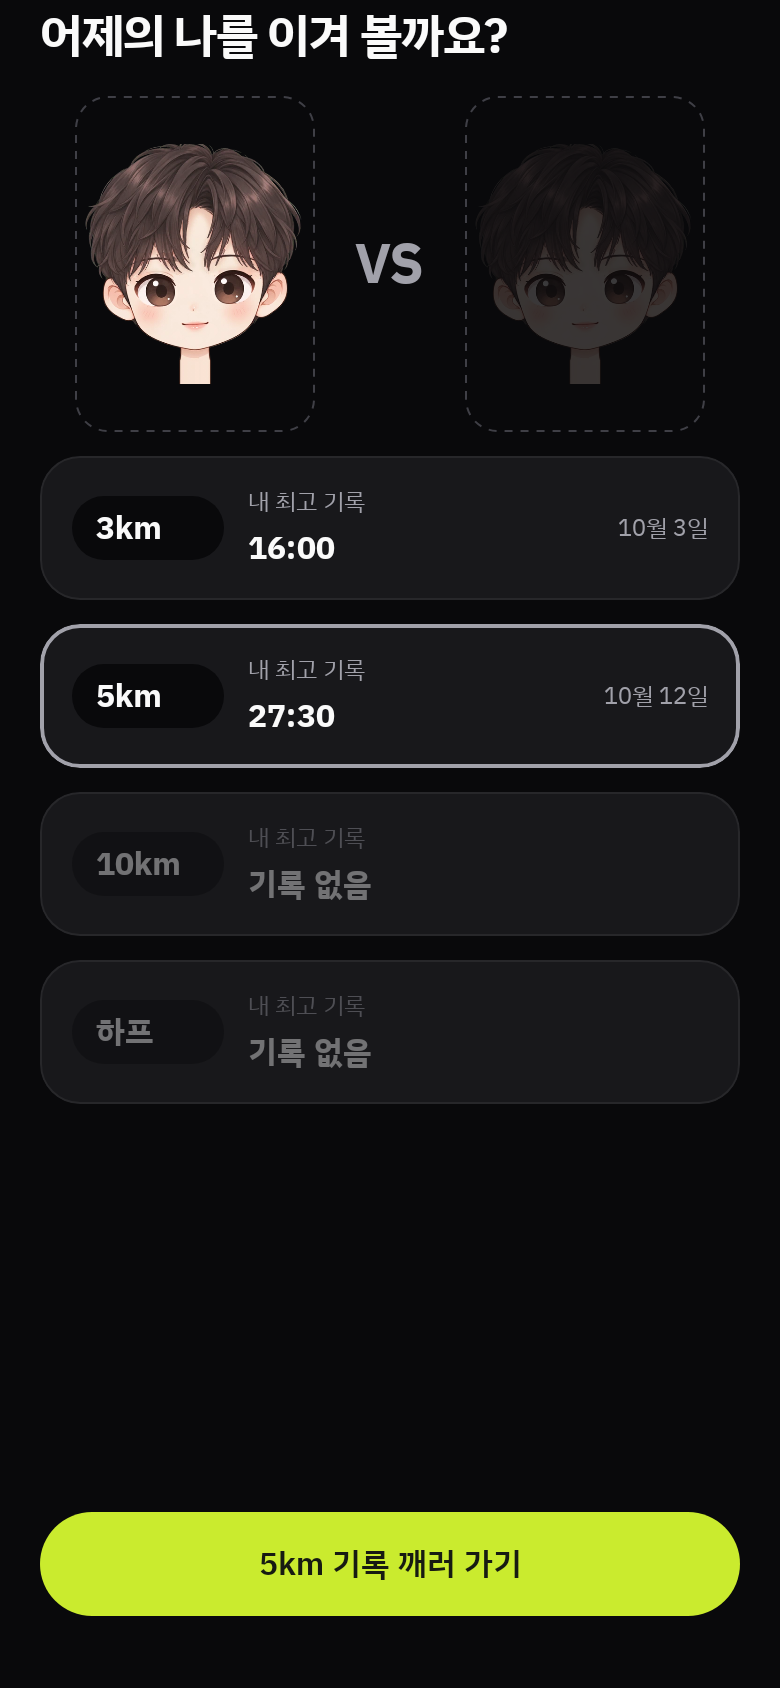 어제의 나를 이겨 볼까요?
VS
3km
내 최고 기록
16:00
10월 3일
5km
내 최고 기록
27:30
10월 12일
10km
내 최고 기록
기록 없음
하프
내 최고 기록
기록 없음
5km 기록 깨러 가기